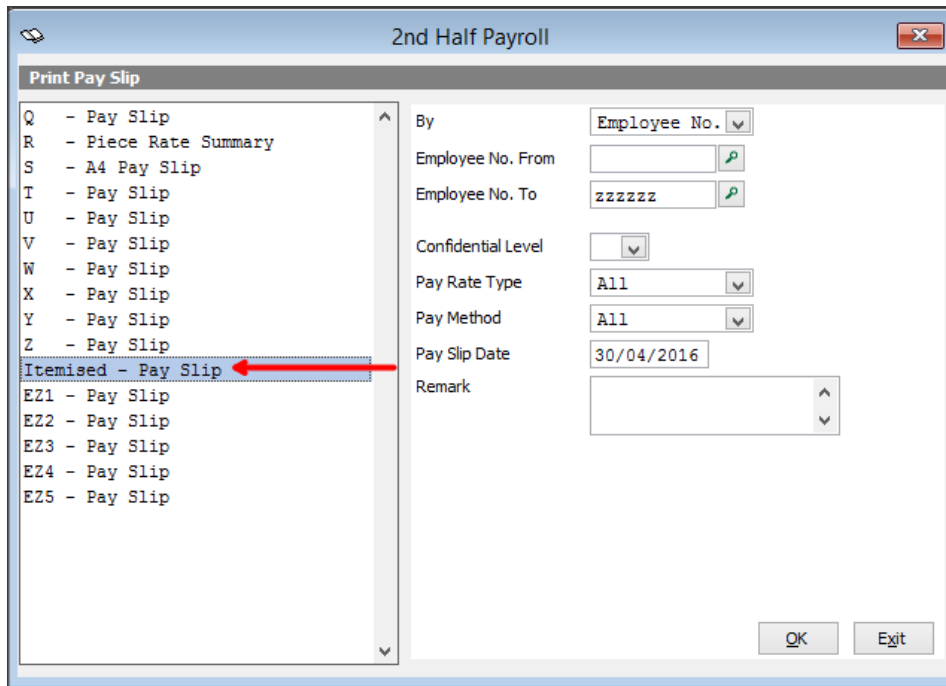 2nd Half Payroll
Print Pay Slip
Q - Pay Slip
R - Piece Rate Summary
S - A4 Pay Slip
T - Pay Slip
U - Pay Slip
V - Pay Slip
W - Pay Slip
X - Pay Slip
Y - Pay Slip
Z - Pay Slip
Itemised - Pay Slip
EZ1 - Pay Slip
EZ2 - Pay Slip
EZ3 - Pay Slip
EZ4 - Pay Slip
EZ5 - Pay Slip
By Employee No.
Employee No. From
Employee No. To zzzzzz
Confidential Level
Pay Rate Type All
Pay Method All
Pay Slip Date 30/04/2016
Remark
OK Exit